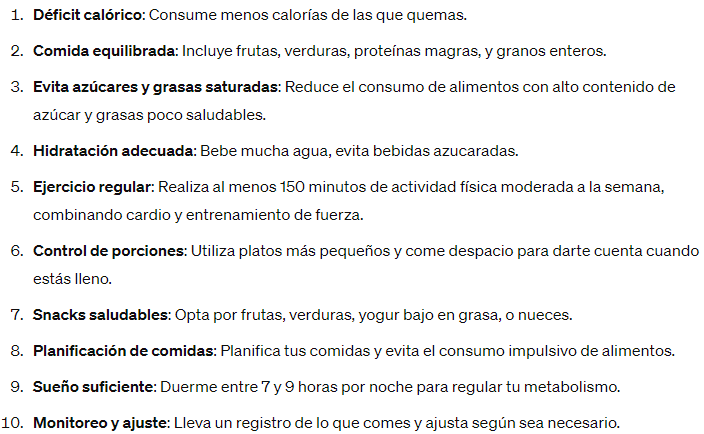 1. Déficit calórico: Consume menos calorías de las que quemas.
2. Comida equilibrada: Incluye frutas, verduras, proteínas magras, y granos enteros.
3. Evita azúcares y grasas saturadas: Reduce el consumo de alimentos con alto contenido de
azúcar y grasas poco saludables.
4. Hidratación adecuada: Bebe mucha agua, evita bebidas azucaradas.
5. Ejercicio regular: Realiza al menos 150 minutos de actividad física moderada a la semana,
combinando cardio y entrenamiento de fuerza.
6. Control de porciones: Utiliza platos más pequeños y come despacio para darte cuenta cuando
estás lleno.
7. Snacks saludables: Opta por frutas, verduras, yogur bajo en grasa, o nueces.
8. Planificación de comidas: Planifica tus comidas y evita el consumo impulsivo de alimentos.
9. Sueño suficiente: Duerme entre 7 y 9 horas por noche para regular tu metabolismo.
10. Monitoreo y ajuste: Lleva un registro de lo que comes y ajusta según sea necesario.